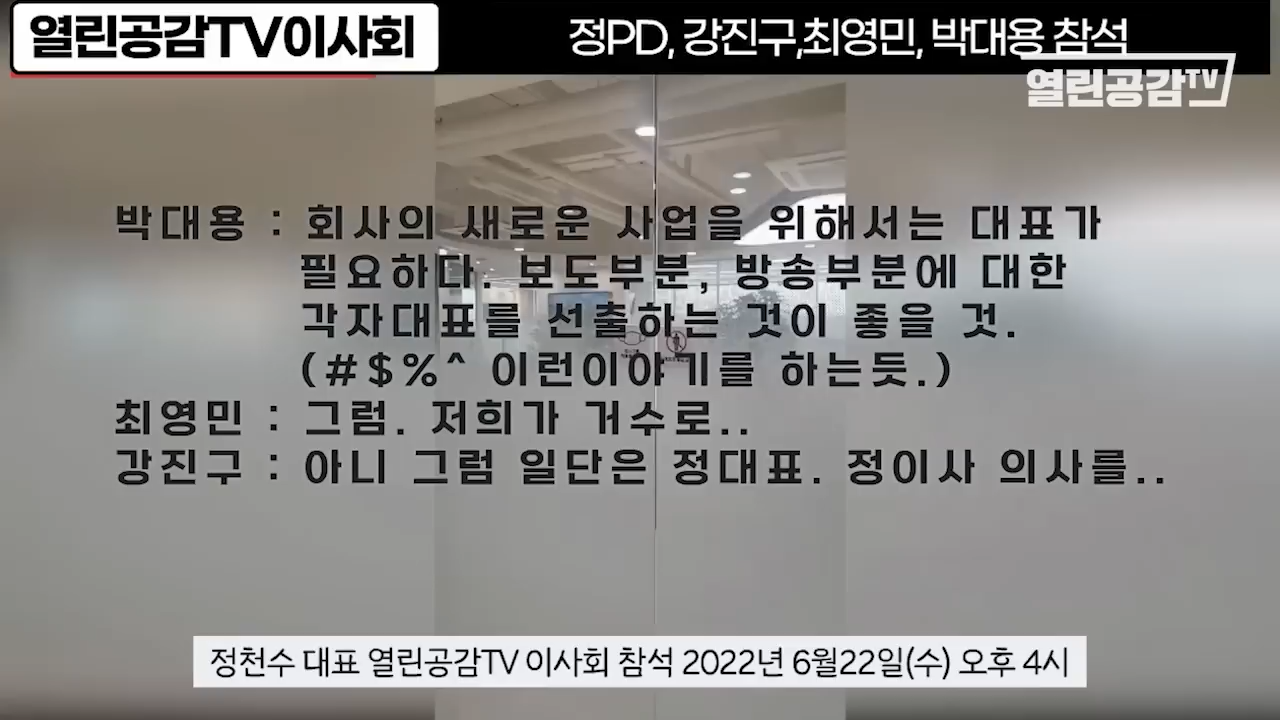 열린공감TV이사회
정PD, 강진구,최영민, 박대용 참석
열린공감TV
박대용 : 회사의 새로운 사업을 위해서는 대표가
필요하다. 보도부분, 방송부분에 대한
각자대표를 선출하는 것이 좋을 것.
(#$%^ 이런이야기를 하는듯.)
최영민 : 그럼. 저희가 거수로..
강진구 : 아니 그럼 일단은 정대표. 정이사 의사를..
정천수 대표 열린공감TV 이사회 참석 2022년 6월22일(수) 오후 4시